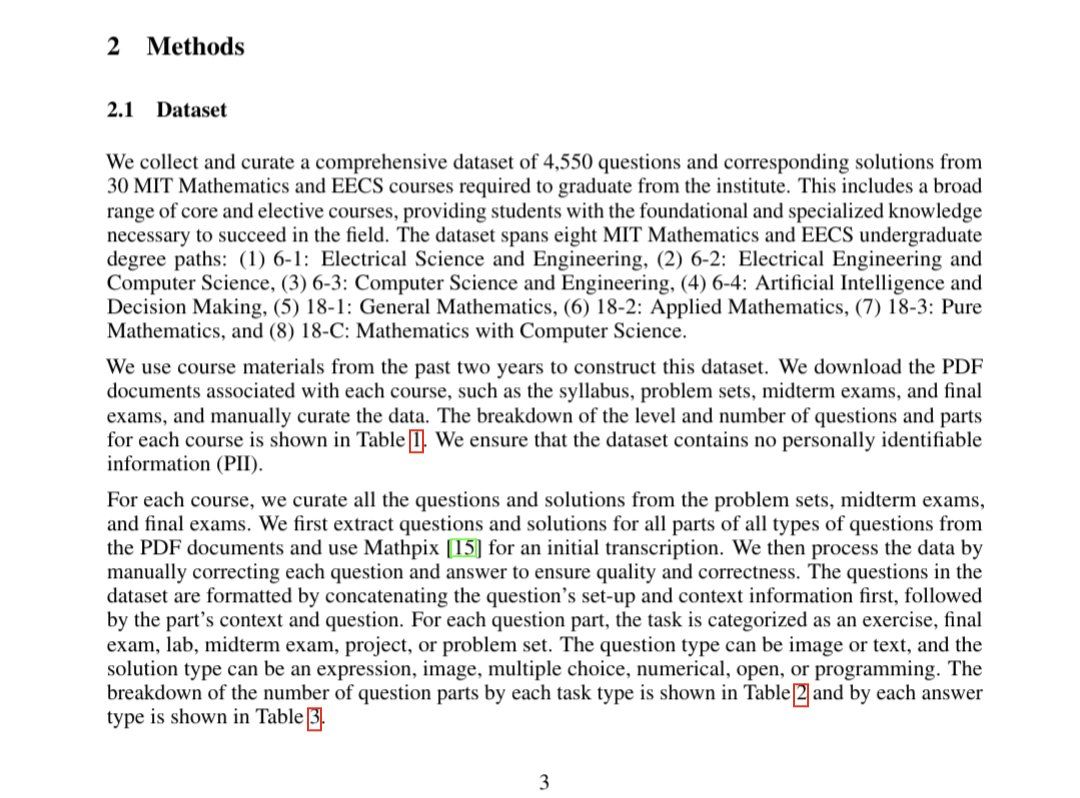 2 Methods
2.1 Dataset
We collect and curate a comprehensive dataset of 4,550 questions and corresponding solutions from
30 MIT Mathematics and EECS courses required to graduate from the institute. This includes a broad
range of core and elective courses, providing students with the foundational and specialized knowledge
necessary to succeed in the field. The dataset spans eight MIT Mathematics and EECS undergraduate
degree paths: (1) 6-1: Electrical Science and Engineering, (2) 6-2: Electrical Engineering and
Computer Science, (3) 6-3: Computer Science and Engineering, (4) 6-4: Artificial Intelligence and
Decision Making, (5) 18-1: General Mathematics, (6) 18-2: Applied Mathematics, (7) 18-3: Pure
Mathematics, and (8) 18-C: Mathematics with Computer Science.
We use course materials from the past two years to construct this dataset. We download the PDF
documents associated with each course, such as the syllabus, problem sets, midterm exams, and final
exams, and manually curate the data. The breakdown of the level and number of questions and parts
for each course is shown in Table 1. We ensure that the dataset contains no personally identifiable
information (PII).
For each course, we curate all the questions and solutions from the problem sets, midterm exams,
and final exams. We first extract questions and solutions for all parts of all types of questions from
the PDF documents and use Mathpix [15] for an initial transcription. We then process the data by
manually correcting each question and answer to ensure quality and correctness. The questions in the
dataset are formatted by concatenating the question's set-up and context information first, followed
by the part's context and question. For each question part, the task is categorized as an exercise, final
exam, lab, midterm exam, project, or problem set. The question type can be image or text, and the
solution type can be an expression, image, multiple choice, numerical, open, or programming. The
breakdown of the number of question parts by each task type is shown in Table 2 and by each answer
type is shown in Table 3.
3